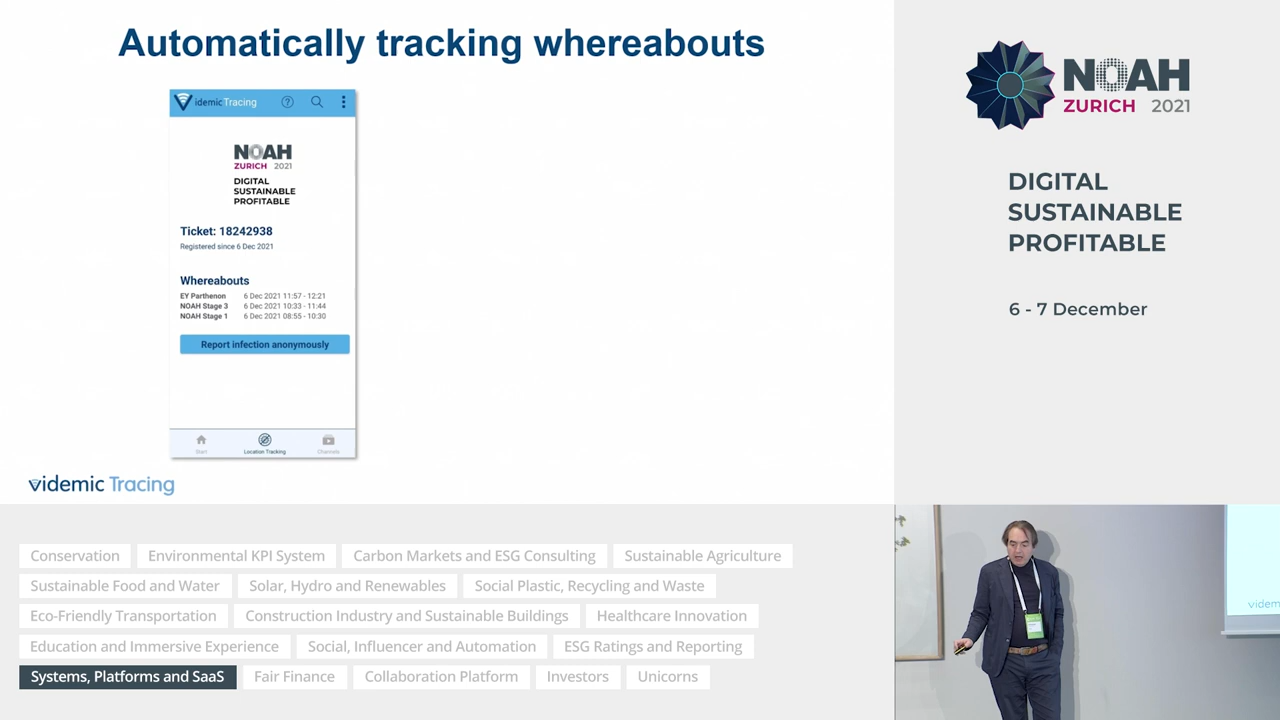 Automatically tracking whereabouts
videmic Tracing
NOAH
ZURICH 2021
DIGITAL
SUSTAINABLE
PROFITABLE
Ticket: 18242938
Registered since 6 Dec 2021
Whereabouts
EY Parthenon 6 Dec 2021 11:57 - 12:21
NOAH Stage 3 6 Dec 2021 10:33 - 11:44
NOAH Stage 1 6 Dec 2021 08:55 - 10:30
Report infection anonymously
Start Location Tracking Channels
videmic Tracing
NOAH
ZURICH 2021
DIGITAL
SUSTAINABLE
PROFITABLE
6 - 7 December
Conservation Environmental KPI System Carbon Markets and ESG Consulting Sustainable Agriculture
Sustainable Food and Water Solar, Hydro and Renewables Social Plastic, Recycling and Waste
Eco-Friendly Transportation Construction Industry and Sustainable Buildings Healthcare Innovation
Education and Immersive Experience Social, Influencer and Automation ESG Ratings and Reporting
Systems, Platforms and SaaS Fair Finance Collaboration Platform Investors Unicorns
videm